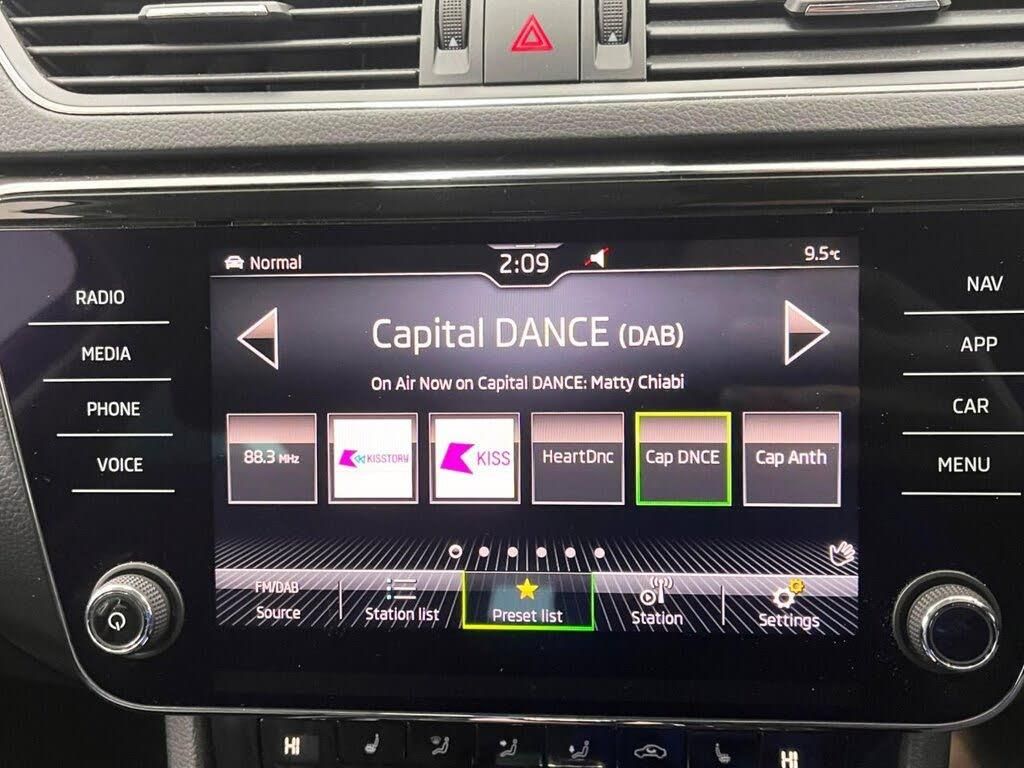 Normal
2:09
9.5°C
RADIO
MEDIA
PHONE
VOICE
Capital DANCE (DAB)
On Air Now on Capital DANCE: Matty Chiabi
88.3 MHz
KISSTORY
KISS
HeartDnc
Cap DNCE
Cap Anth
FM/DAB
Source
Station list
Preset list
Station
Settings
NAV
APP
CAR
MENU
HI
HI